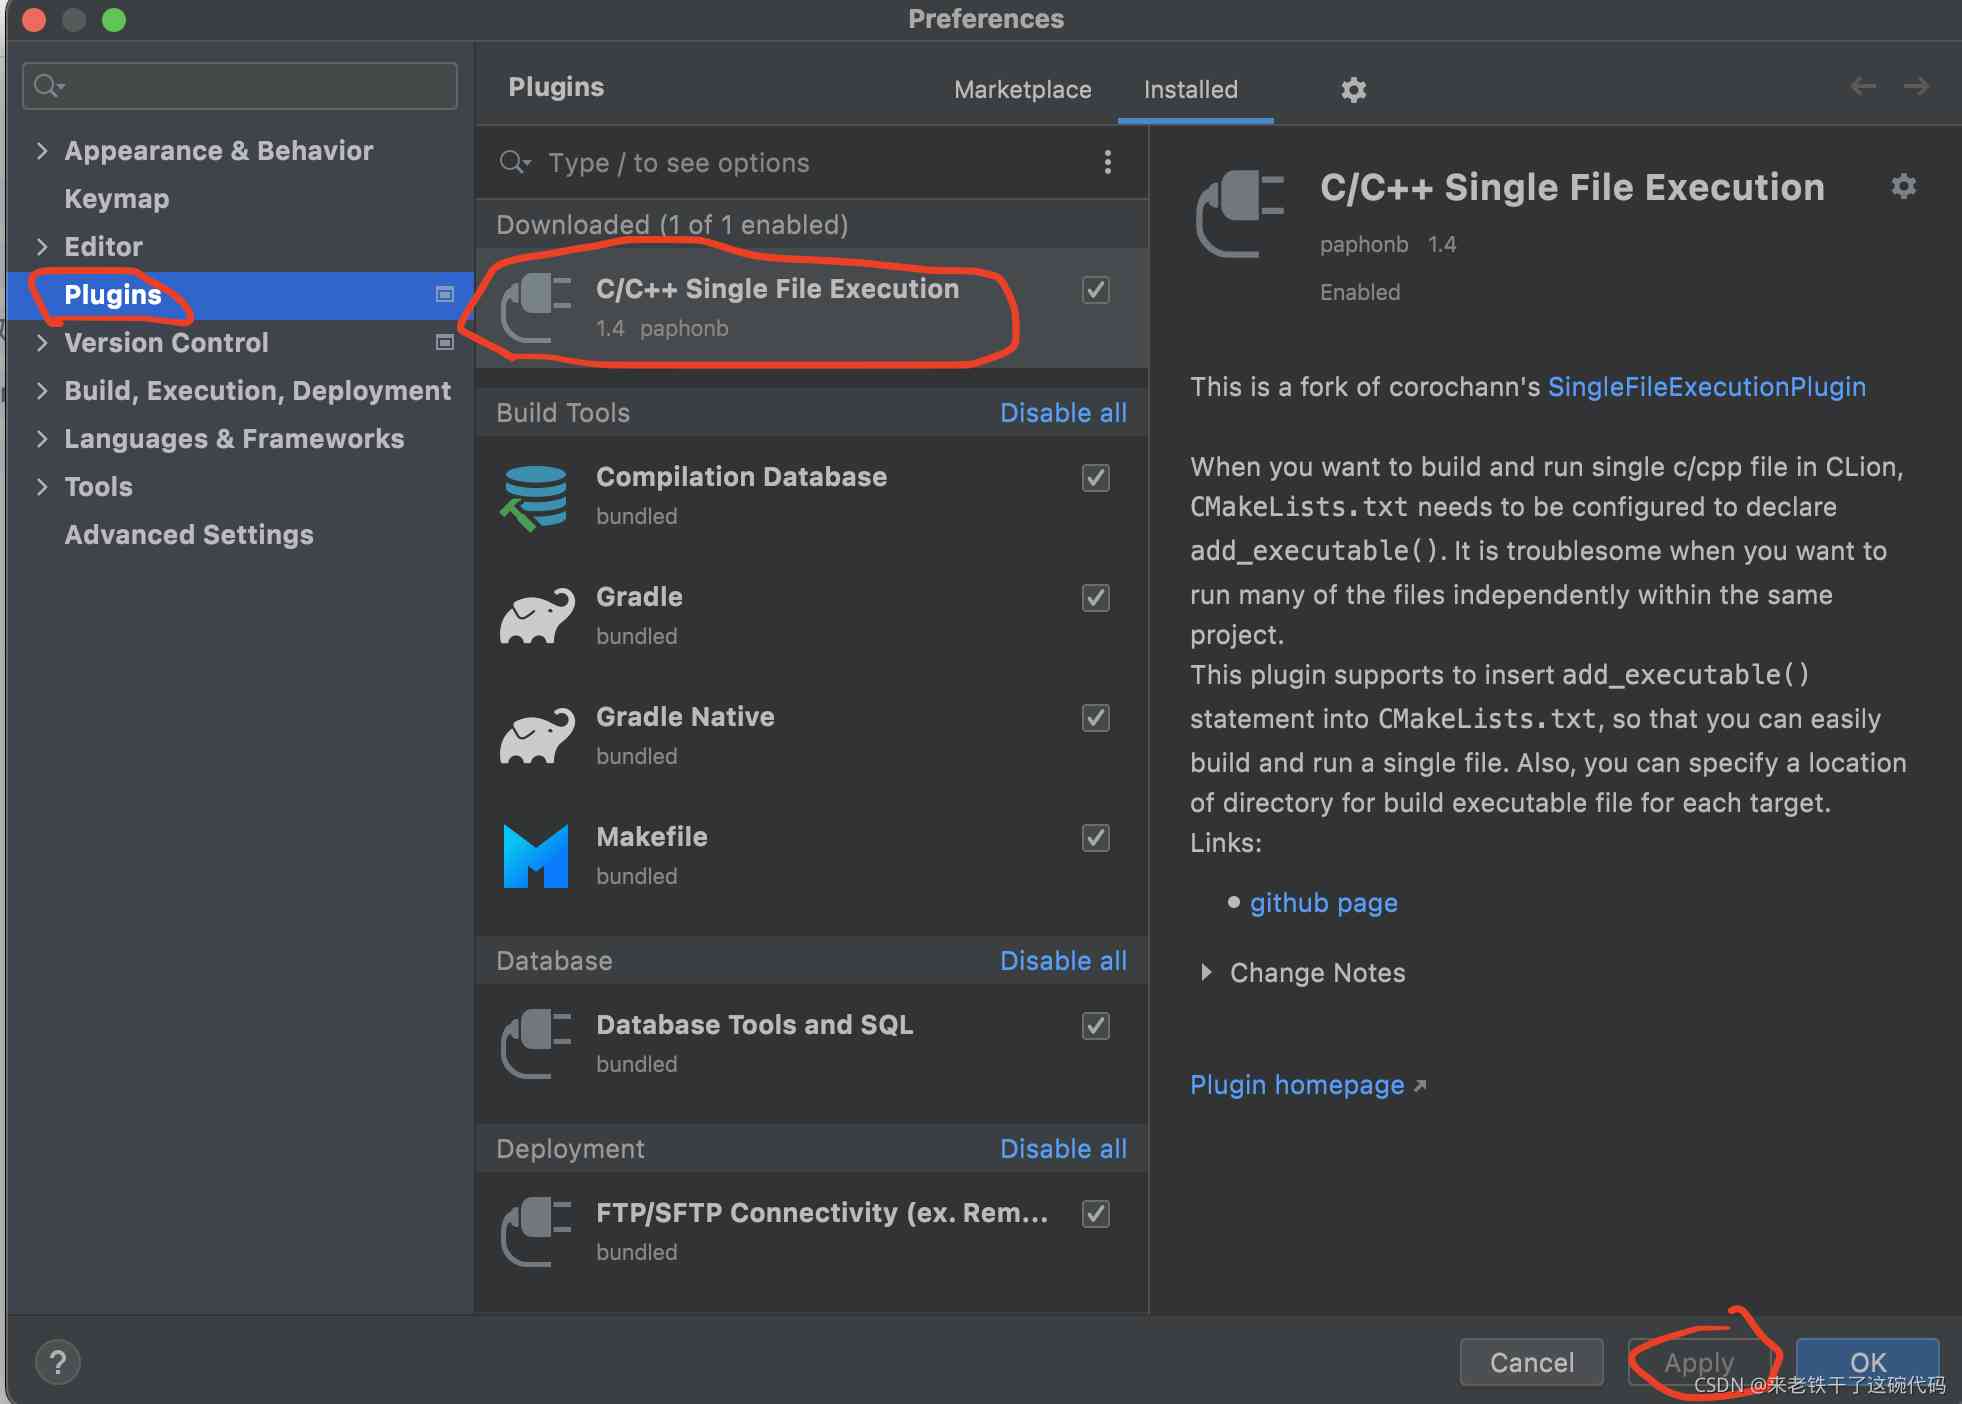 Preferences
Appearance & Behavior
Keymap
Editor
Plugins
Version Control
Build, Execution, Deployment
Languages & Frameworks
Tools
Advanced Settings
Plugins
Marketplace
Installed
Type / to see options
Downloaded (1 of 1 enabled)
C/C++ Single File Execution
1.4 paphonb
Build Tools
Disable all
Compilation Database
bundled
Gradle
bundled
Gradle Native
bundled
Makefile
bundled
Database
Disable all
Database Tools and SQL
bundled
Deployment
Disable all
FTP/SFTP Connectivity (ex. Rem...
bundled
C/C++ Single File Execution
paphonb 1.4
Enabled
This is a fork of corochann's SingleFileExecutionPlugin
When you want to build and run single c/cpp file in CLion,
CMakeLists.txt needs to be configured to declare
add_executable(). It is troublesome when you want to
run many of the files independently within the same
project.
This plugin supports to insert add_executable()
statement into CMakeLists.txt, so that you can easily
build and run a single file. Also, you can specify a location
of directory for build executable file for each target.
Links:
github page
Change Notes
Plugin homepage
?
Cancel
Apply
OK
CSDN @来老铁干了这碗代码